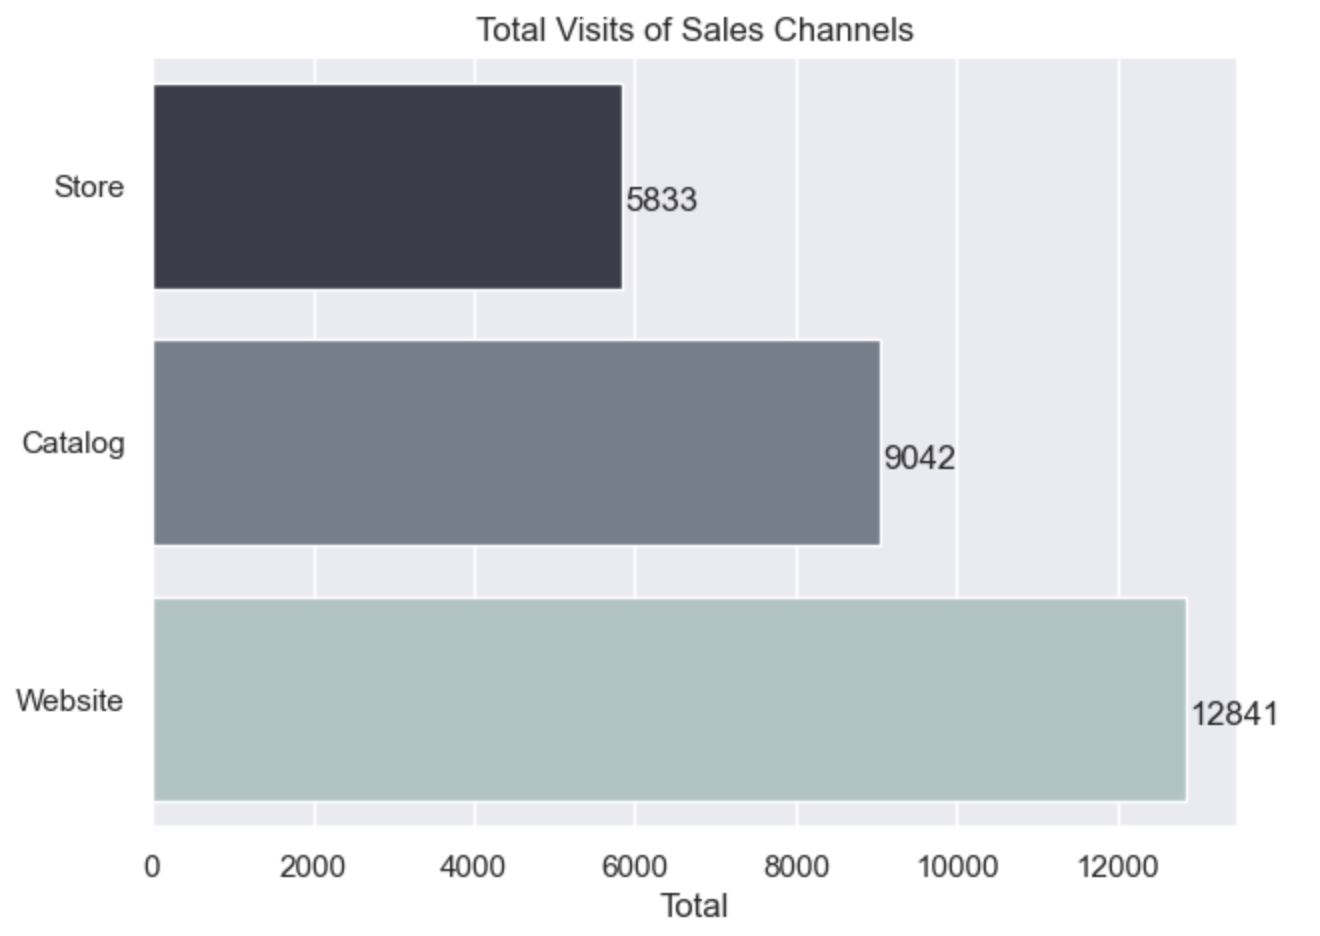 Total Visits of Sales Channels
Store
5833
Catalog
9042
Website
12841
0 2000 4000 6000 8000 10000 12000
Total